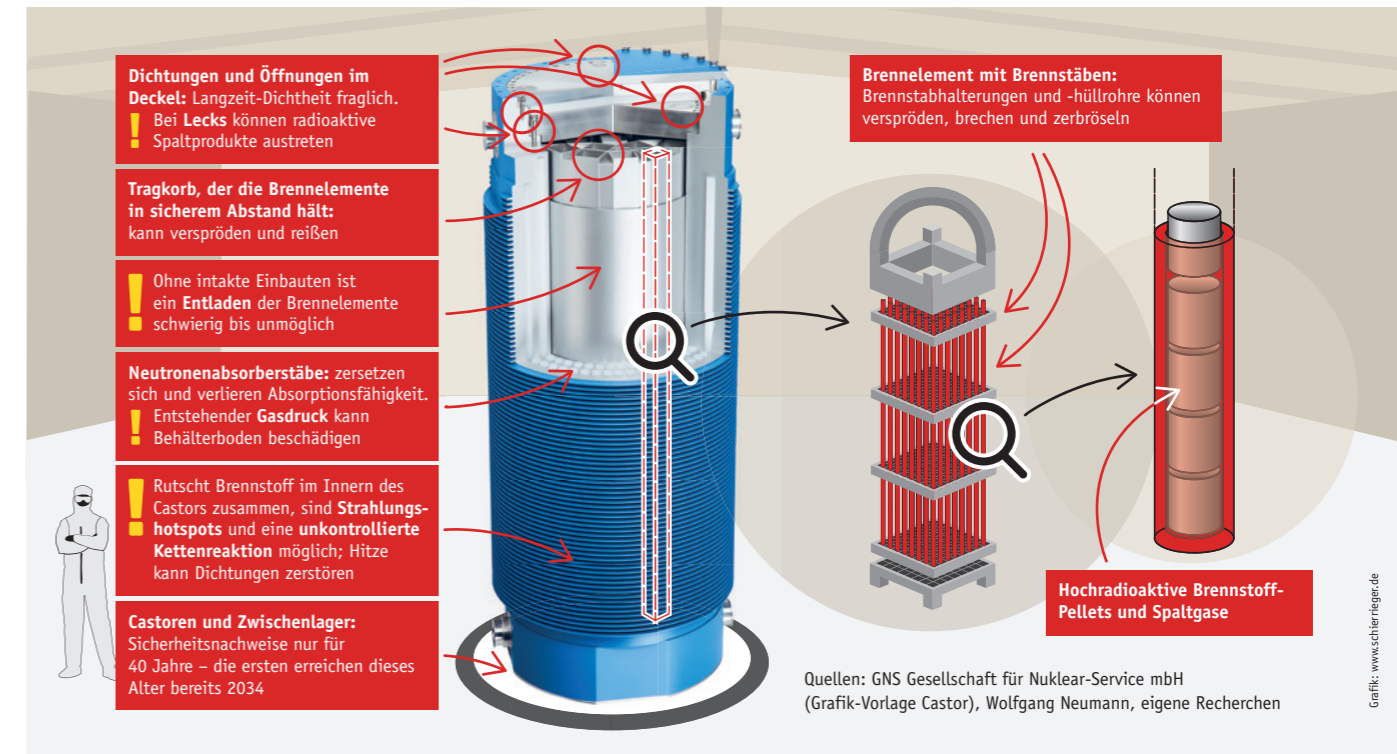 Dichtungen und Öffnungen im
Deckel: Langzeit-Dichtheit fraglich.
! Bei Lecks können radioaktive
Spaltprodukte austreten
Tragkorb, der die Brennelemente
in sicherem Abstand hält:
kann verspröden und reißen
! Ohne intakte Einbauten ist
ein Entladen der Brennelemente
schwierig bis unmöglich
Neutronenabsorberstäbe: zersetzen
sich und verlieren Absorptionsfähigkeit.
! Entstehender Gasdruck kann
Behälterboden beschädigen
! Rutscht Brennstoff im Innern des
Castors zusammen, sind Strahlungs-
hotspots und eine unkontrollierte
Kettenreaktion möglich; Hitze
kann Dichtungen zerstören
Castoren und Zwischenlager:
Sicherheitsnachweise nur für
40 Jahre – die ersten erreichen dieses
Alter bereits 2034
Brennelement mit Brennstäben:
Brennstabhalterungen und -hüllrohre können
verspröden, brechen und zerbröseln
Hochradioaktive Brennstoff-
Pellets und Spaltgase
Quellen: GNS Gesellschaft für Nuklear-Service mbH
(Grafik-Vorlage Castor), Wolfgang Neumann, eigene Recherchen
Grafik: www.schierrieger.de